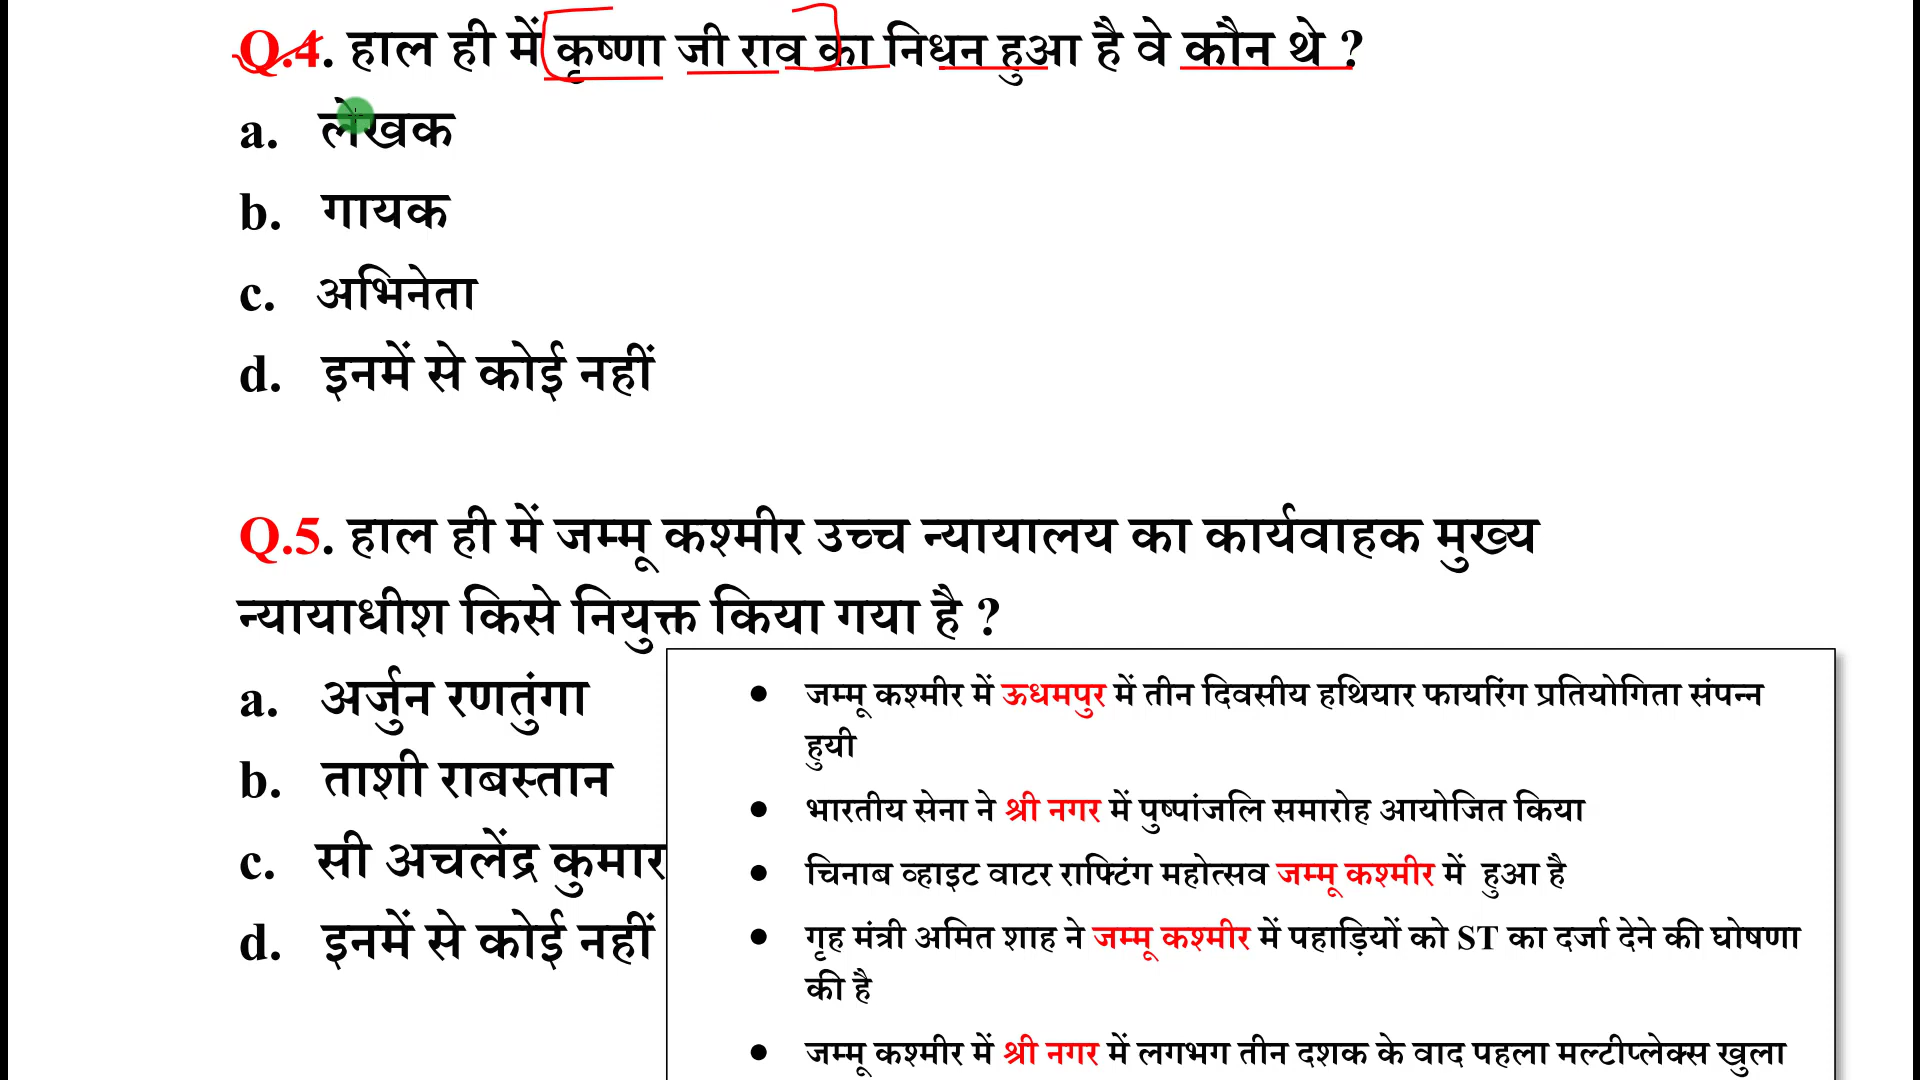 Q.4. हाल ही में कृष्णा जी राव का निधन हुआ है वे कौन थे ?
a. लेखक
b. गायक
c. अभिनेता
d. इनमें से कोई नहीं
Q.5. हाल ही में जम्मू कश्मीर उच्च न्यायालय का कार्यवाहक मुख्य
न्यायाधीश किसे नियुक्त किया गया है ?
a. अर्जुन रणतुंगा
b. ताशी राबस्तान
c. सी अचलेंद्र कुमार
d. इनमें से कोई नहीं
• जम्मू कश्मीर में ऊधमपुर में तीन दिवसीय हथियार फायरिंग प्रतियोगिता संपन्न
हुयी
• भारतीय सेना ने श्री नगर में पुष्पांजलि समारोह आयोजित किया
• चिनाब व्हाइट वाटर राफ्टिंग महोत्सव जम्मू कश्मीर में हुआ है
• गृह मंत्री अमित शाह ने जम्मू कश्मीर में पहाड़ियों को ST का दर्जा देने की घोषणा
की है
• जम्मू कश्मीर में श्री नगर में लगभग तीन दशक के वाद पहला मल्टीप्लेक्स खुला